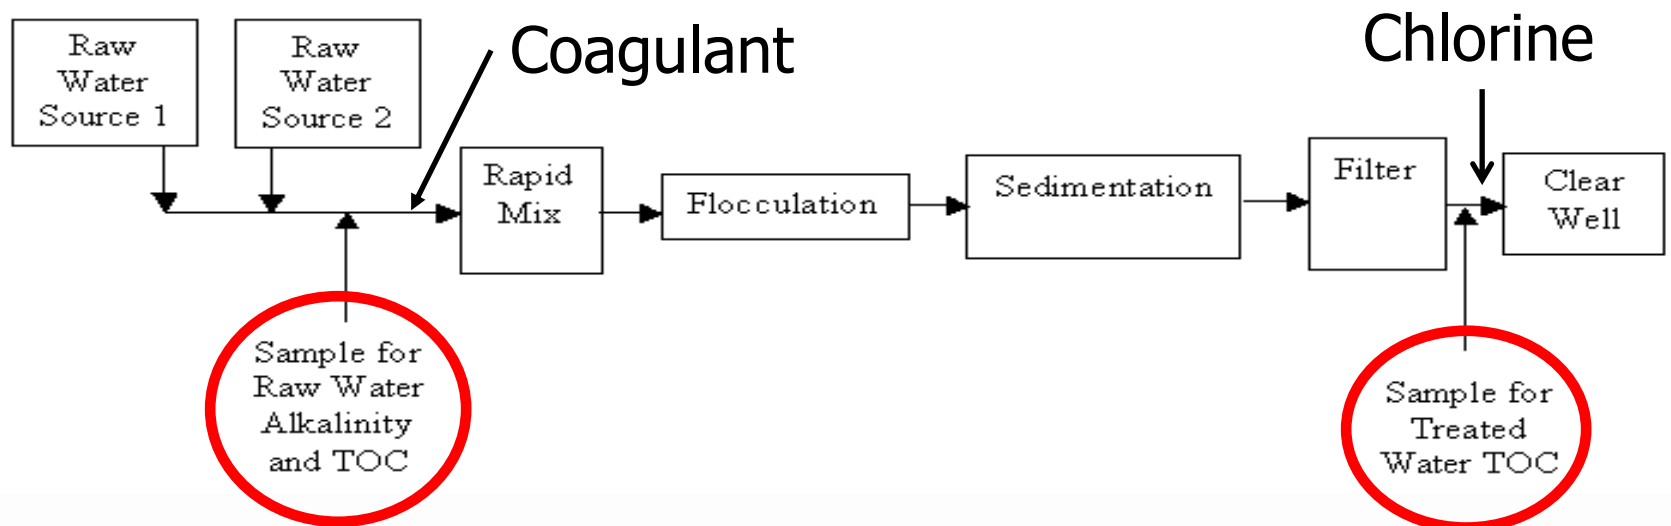 Raw
Water
Source 1
Raw
Water
Source 2
Coagulant
Chlorine
Rapid
Mix
Flocculation
Sedimentation
Filter
Clear
Well
Sample for
Raw Water
Alkalinity
and TOC
Sample for
Treated
Water TOC